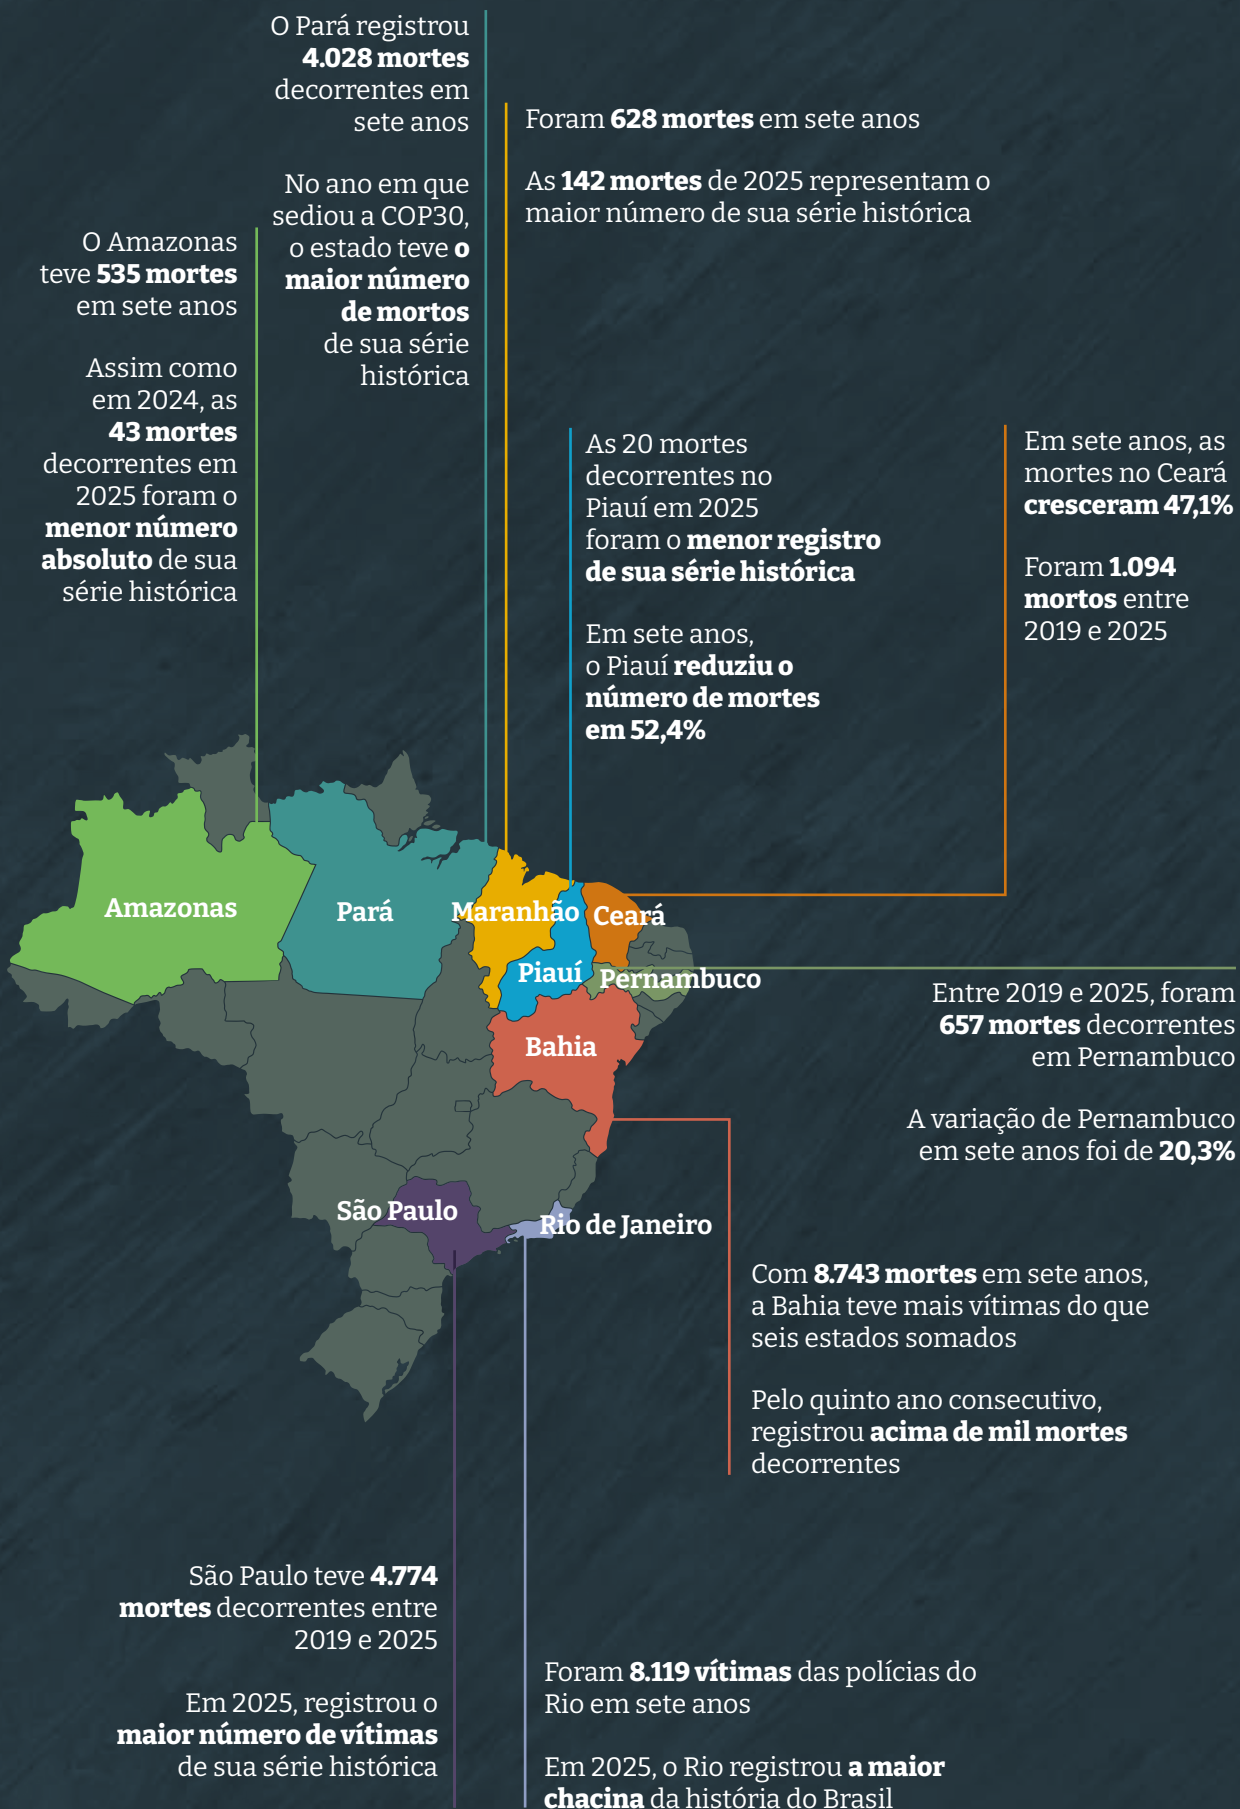 O Pará registrou
4.028 mortes
decorrentes em
sete anos
No ano em que
sediou a COP30,
o estado teve o
maior número
de mortos
de sua série
histórica
Foram 628 mortes em sete anos
As 142 mortes de 2025 representam o
maior número de sua série histórica
O Amazonas
teve 535 mortes
em sete anos
Assim como
em 2024, as
43 mortes
decorrentes em
2025 foram o
menor número
absoluto de sua
série histórica
As 20 mortes
decorrentes no
Piauí em 2025
foram o menor registro
de sua série histórica
Em sete anos,
o Piauí reduziu o
número de mortes
em 52,4%
Em sete anos, as
mortes no Ceará
cresceram 47,1%
Foram 1.094
mortos entre
2019 e 2025
Amazonas
Pará
Maranhão
Ceará
Piauí
Pernambuco
Bahia
São Paulo
Rio de Janeiro
Entre 2019 e 2025, foram
657 mortes decorrentes
em Pernambuco
A variação de Pernambuco
em sete anos foi de 20,3%
Com 8.743 mortes em sete anos,
a Bahia teve mais vítimas do que
seis estados somados
Pelo quinto ano consecutivo,
registrou acima de mil mortes
decorrentes
São Paulo teve 4.774
mortes decorrentes entre
2019 e 2025
Em 2025, registrou o
maior número de vítimas
de sua série histórica
Foram 8.119 vítimas das polícias do
Rio em sete anos
Em 2025, o Rio registrou a maior
chacina da história do Brasil